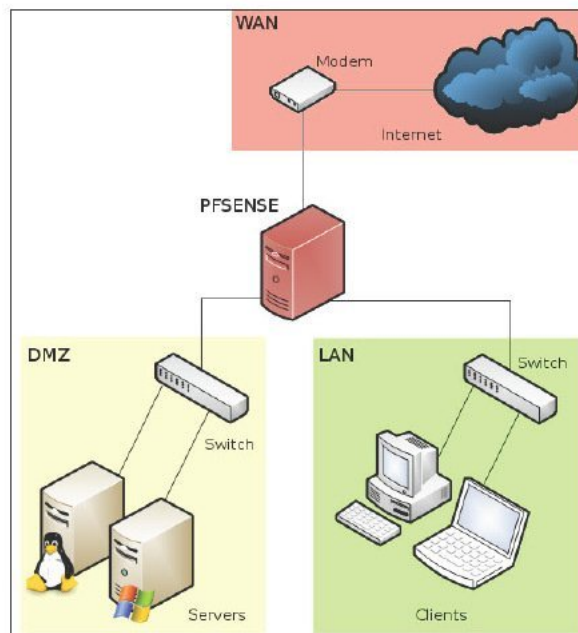 WAN
Modem
Internet
PFSENSE
DMZ
Switch
Servers
LAN
Switch
Clients